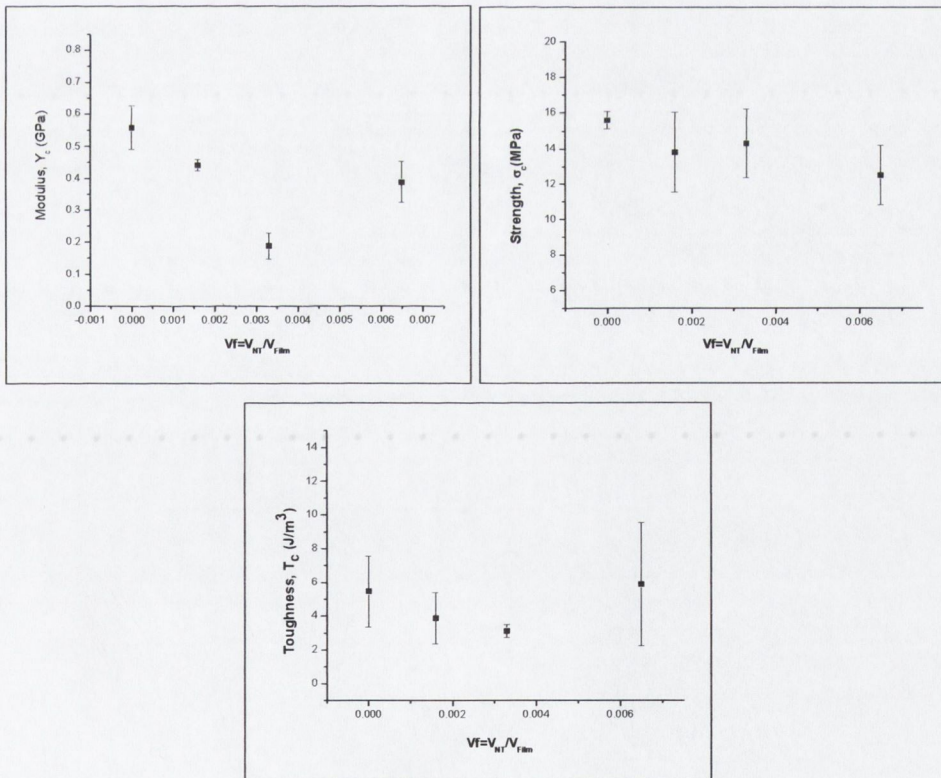 Modulus, Y_c (GPa)
0.8
0.7
0.6
0.5
0.4
0.3
0.2
0.1
0.0
-0.001 0.000 0.001 0.002 0.003 0.004 0.005 0.006 0.007
Vf=V_NT/V_Film
Strength, σ_c(MPa)
20
18
16
14
12
10
8
6
0.000 0.002 0.004 0.006
Vf=V_NT/V_Film
Toughness, T_C (J/m³)
14
12
10
8
6
4
2
0
0.000 0.002 0.004 0.006
Vf=V_NT/V_Film